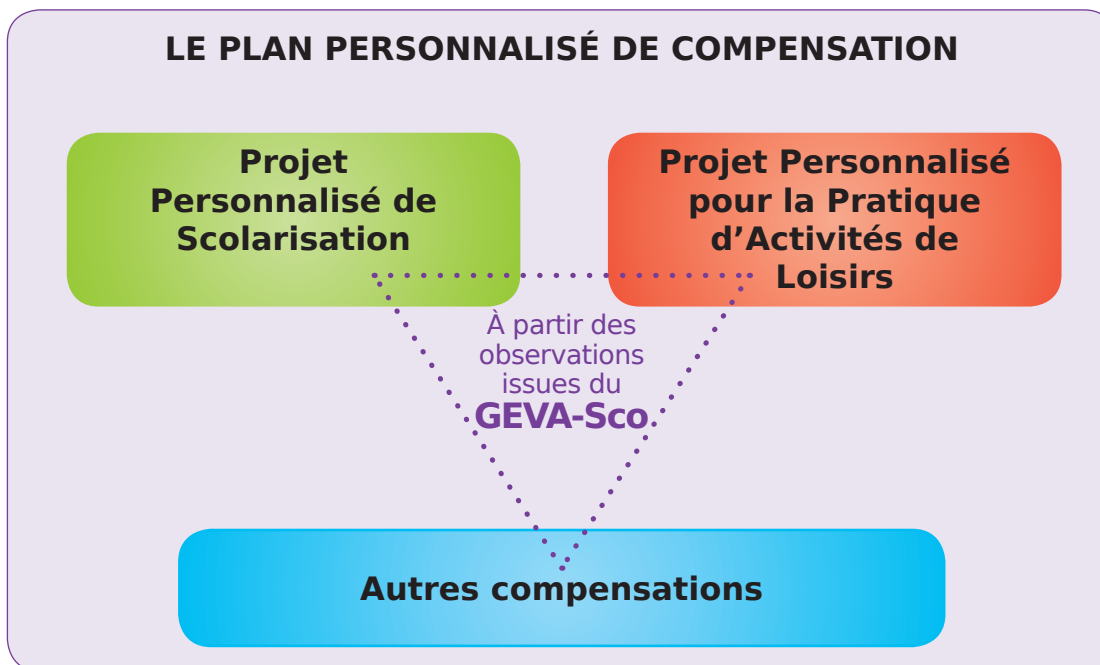 LE PLAN PERSONNALISÉ DE COMPENSATION
Projet
Personnalisé de
Scolarisation
Projet Personnalisé
pour la Pratique
d’Activités de
Loisirs
À partir des
observations
issues du
GEVA-Sco
Autres compensations